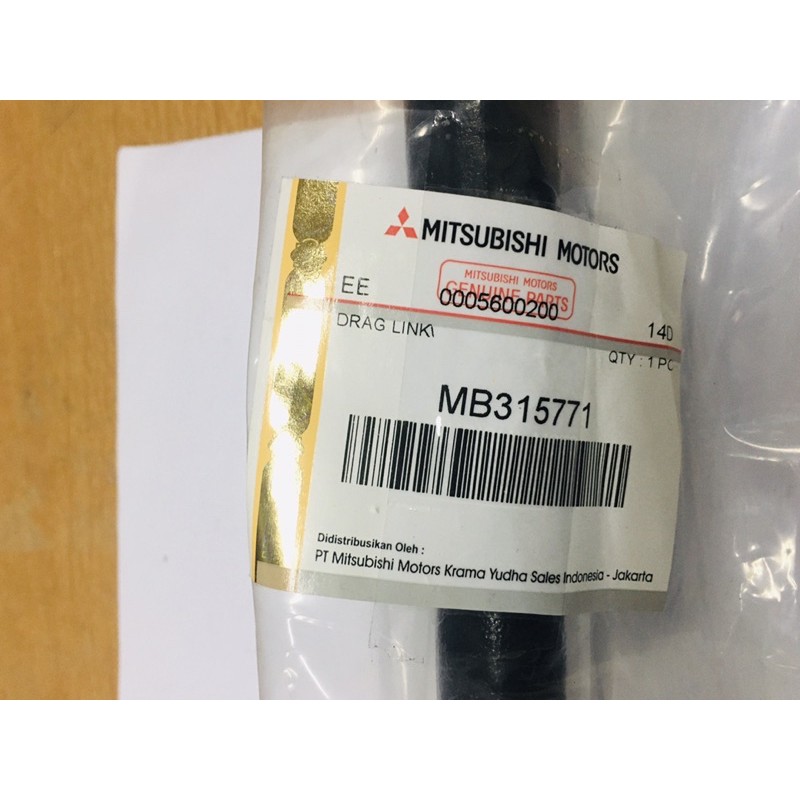 MITSUBISHI MOTORS
MITSUBISHI MOTORS
GENUINE PARTS
EE 0005600200 14D
DRAG LINK\ QTY : 1 PC
MB315771
Didistribusikan Oleh :
PT Mitsubishi Motors Krama Yudha Sales Indonesia - Jakarta